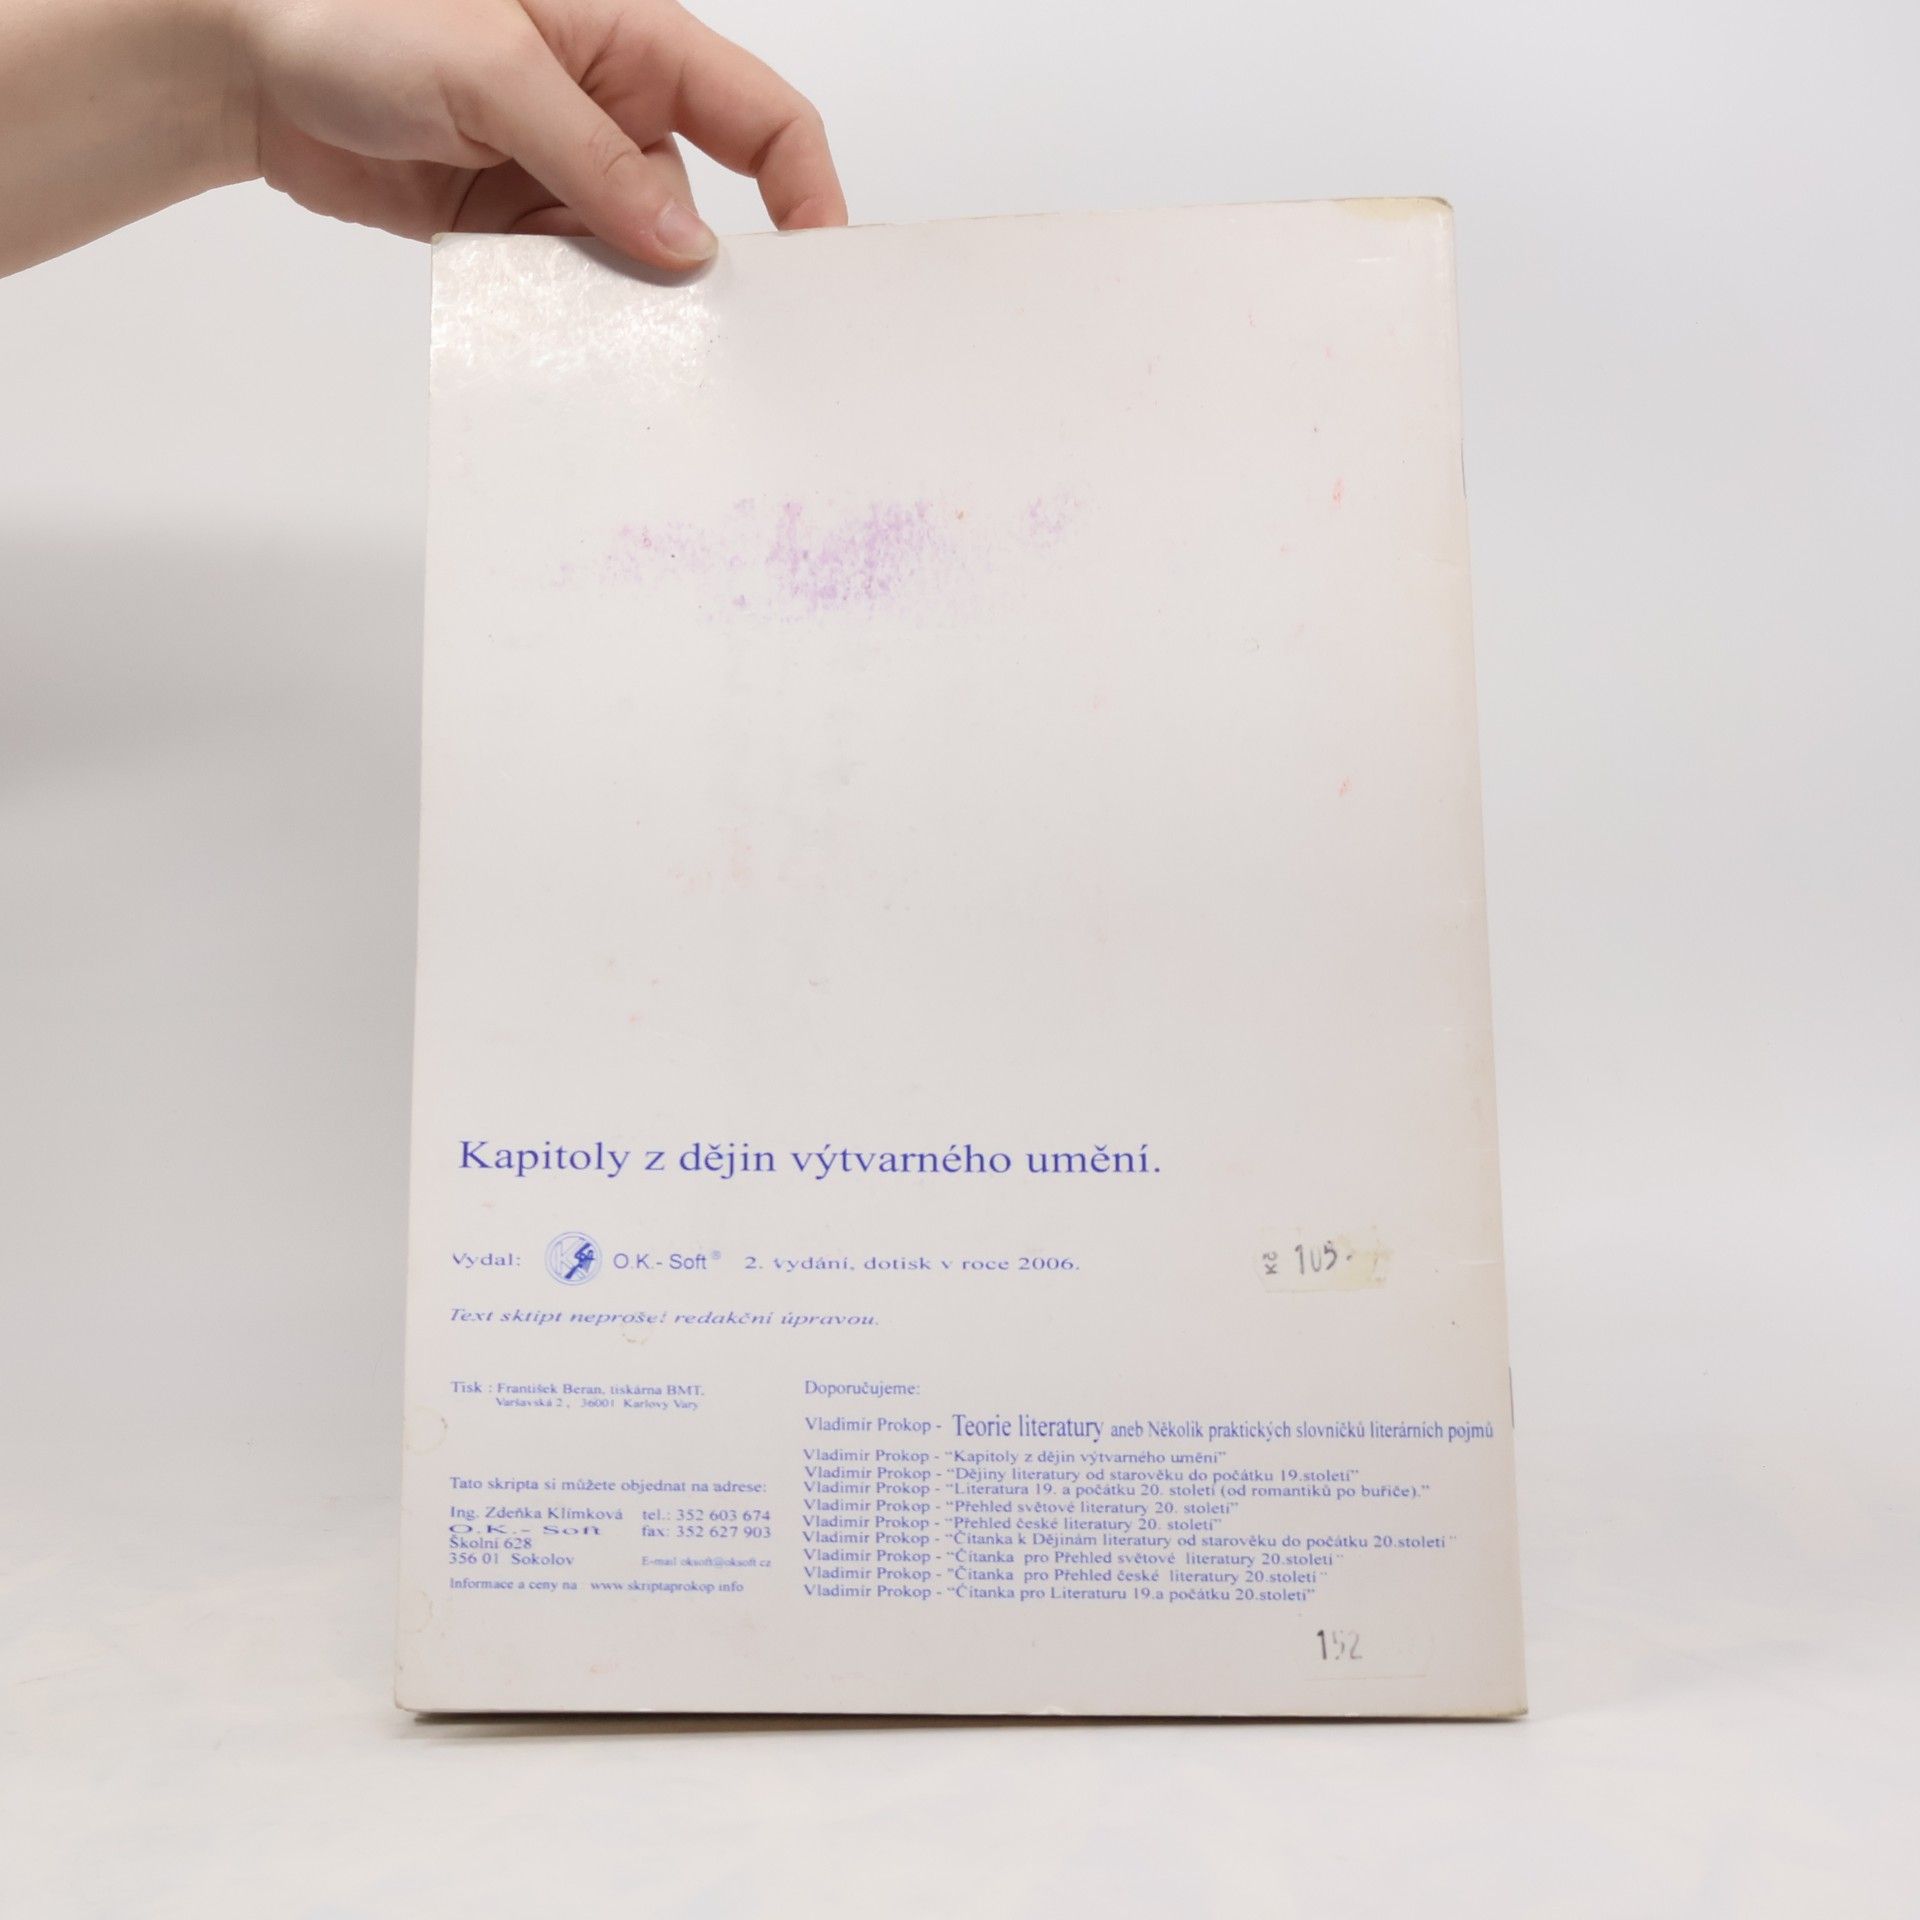 Kapitoly z dějin výtvarného umění.
Vydal: O.K.- Soft ® 2. vydání, dotisk v roce 2006.
Kč 105.-
Text sktipt neproše! redakční úpravou.
Tisk : František Beran, tiskárna BMT,
Varšavská 2 , 36001 Karlovy Vary
Tato skripta si můžete objednat na adrese:
Ing. Zdeňka Klímková tel.: 352 603 674
O.K.- Soft fax: 352 627 903
Školní 628
356 01 Sokolov E-mail oksoft@oksoft.cz
Informace a ceny na www.skriptaprokop.info
Doporučujeme:
Vladimír Prokop - Teorie literatury aneb Několik praktických slovníčků literárních pojmů
Vladimír Prokop - “Kapitoly z dějin výtvarného umění”
Vladimír Prokop - “Dějiny literatury od starověku do počátku 19.století”
Vladimír Prokop - “Literatura 19. a počátku 20. století (od romantiků po buřiče).”
Vladimír Prokop - “Přehled světové literatury 20. století”
Vladimír Prokop - “Přehled české literatury 20. století”
Vladimír Prokop - “Čítanka k Dějinám literatury od starověku do počátku 20.století “
Vladimír Prokop - “Čítanka pro Přehled světové literatury 20.století “
Vladimír Prokop - “Čítanka pro Přehled české literatury 20.století “
Vladimír Prokop - “Čítanka pro Literaturu 19.a počátku 20.století”
152